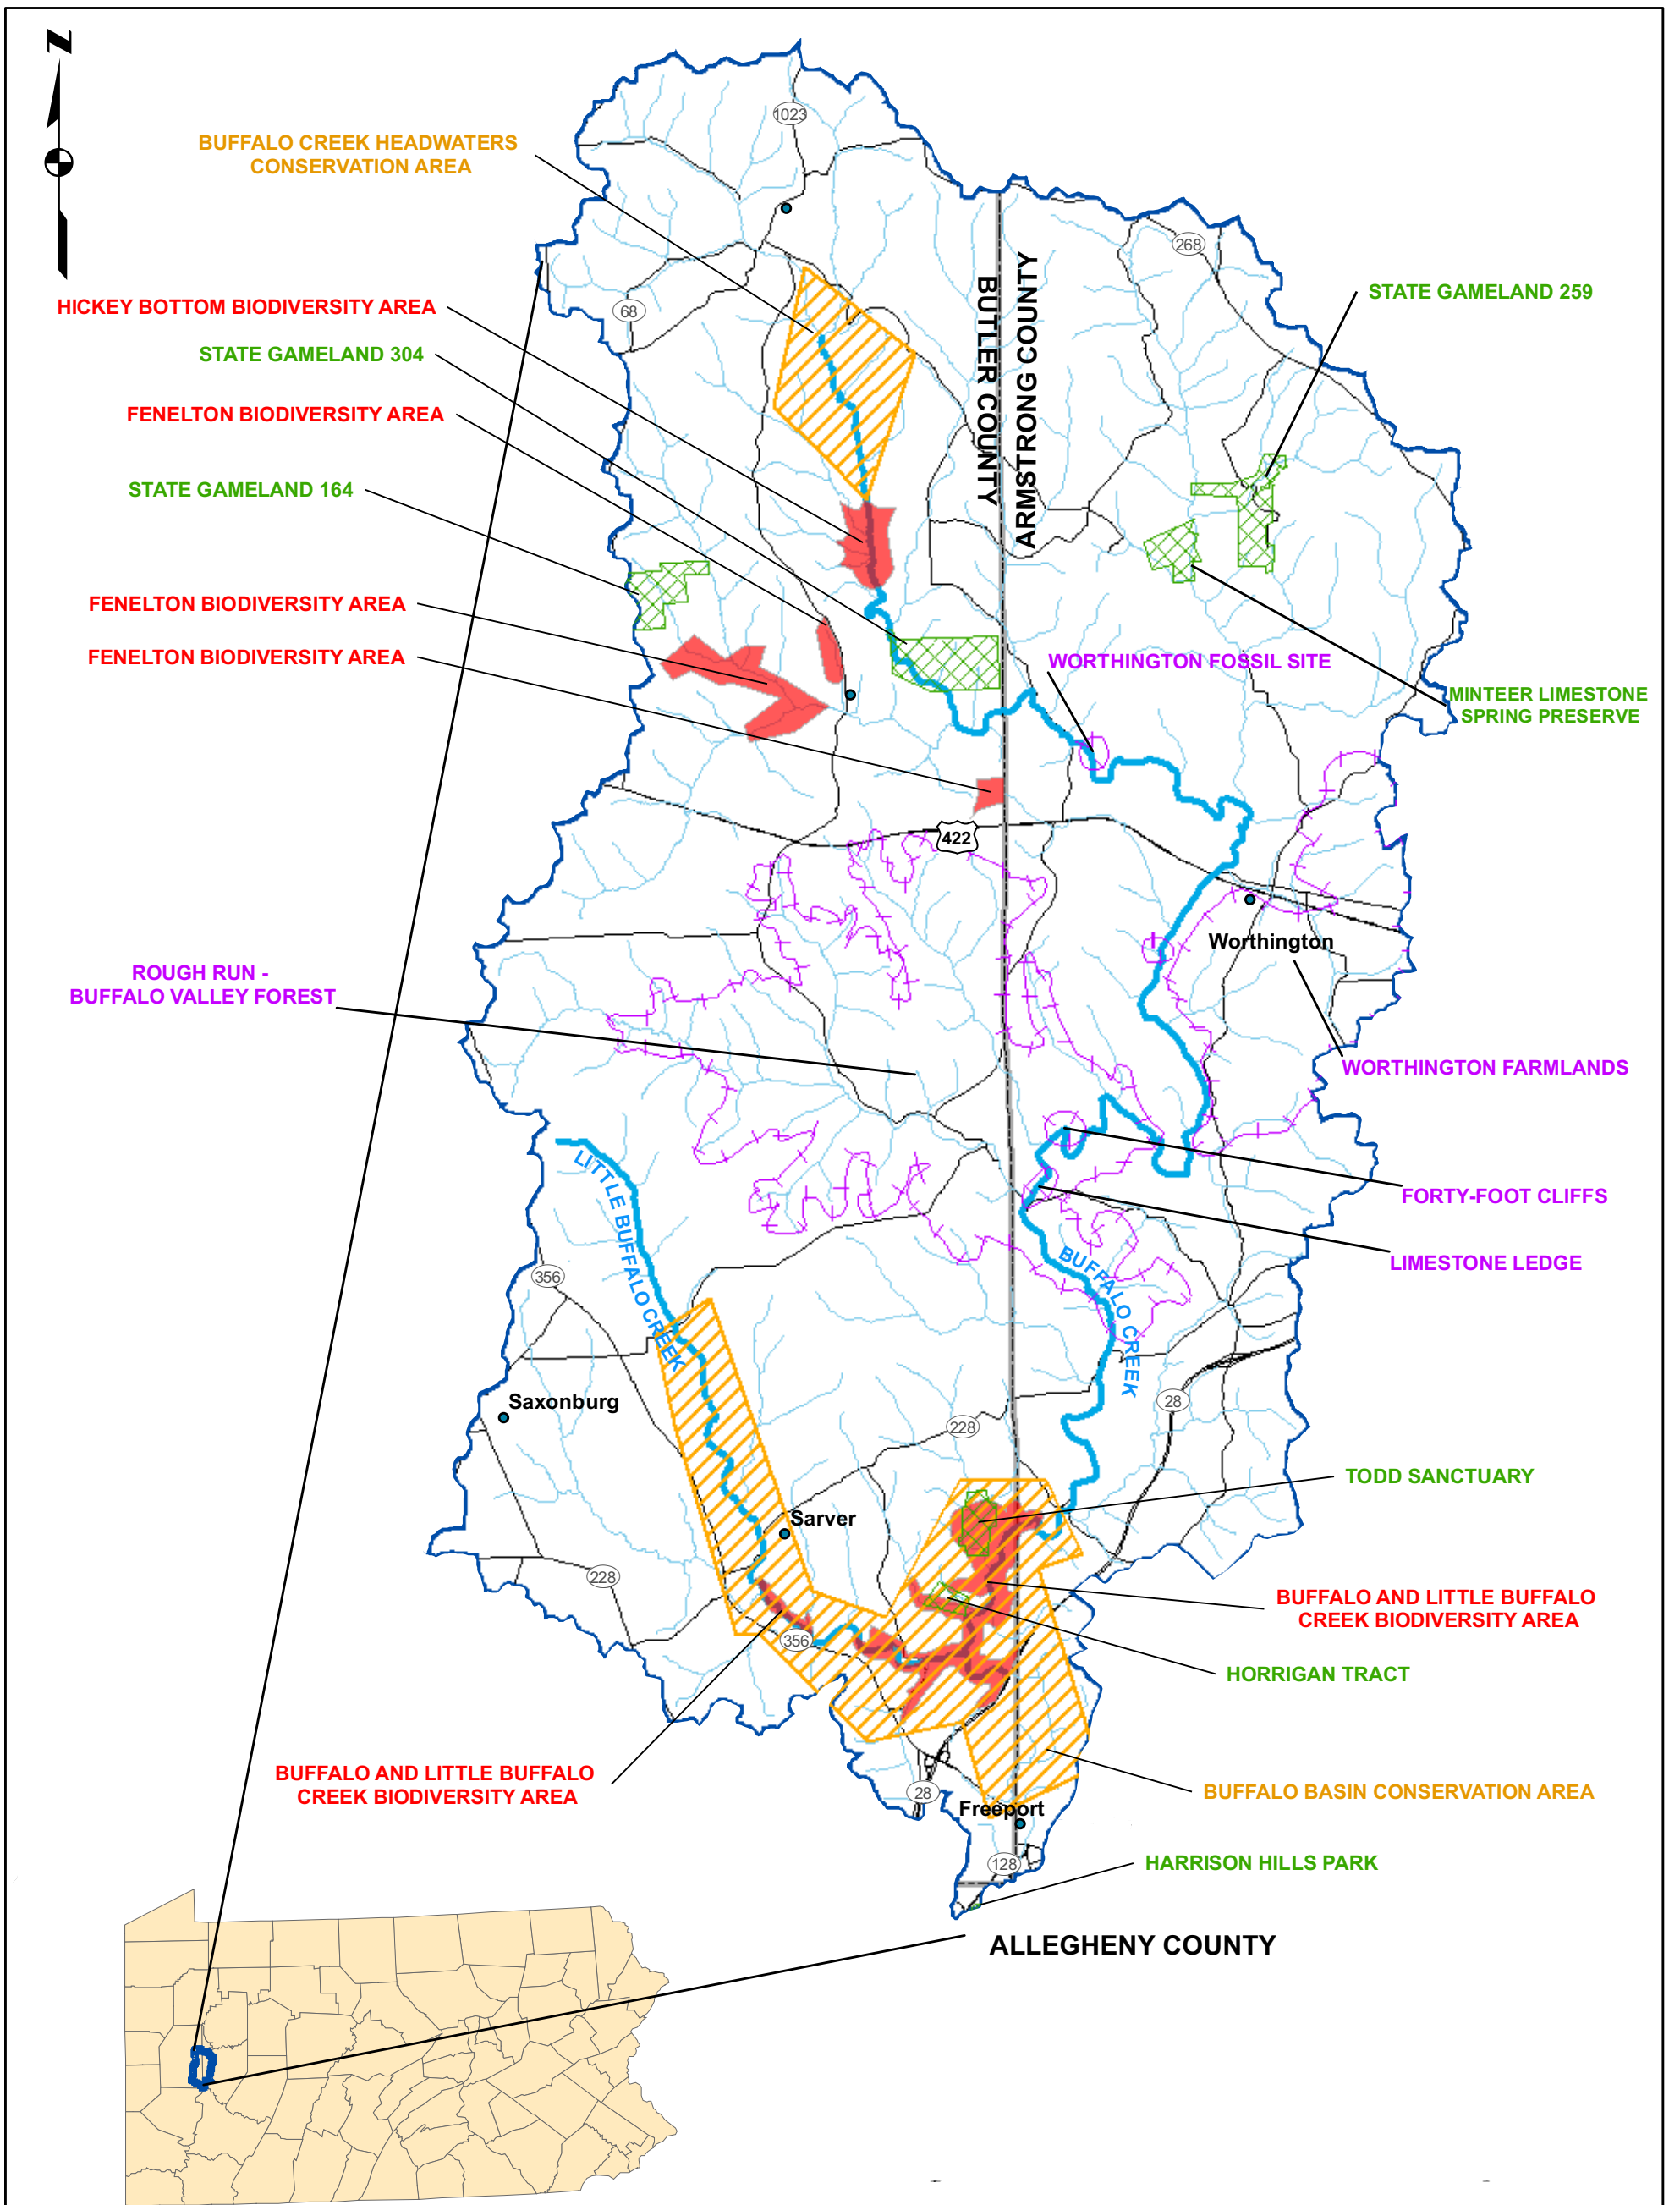 N
1023
BUFFALO CREEK HEADWATERS
CONSERVATION AREA
268
BUTLER COUNTY
ARMSTRONG COUNTY
STATE GAMELAND 259
HICKEY BOTTOM BIODIVERSITY AREA
68
STATE GAMELAND 304
FENELTON BIODIVERSITY AREA
STATE GAMELAND 164
FENELTON BIODIVERSITY AREA
FENELTON BIODIVERSITY AREA
WORTHINGTON FOSSIL SITE
MINTEER LIMESTONE
SPRING PRESERVE
422
Worthington
ROUGH RUN -
BUFFALO VALLEY FOREST
WORTHINGTON FARMLANDS
LITTLE BUFFALO CREEK
FORTY-FOOT CLIFFS
LIMESTONE LEDGE
BUFFALO CREEK
356
Saxonburg
28
228
TODD SANCTUARY
Sarver
228
BUFFALO AND LITTLE BUFFALO
CREEK BIODIVERSITY AREA
356
HORRIGAN TRACT
BUFFALO AND LITTLE BUFFALO
CREEK BIODIVERSITY AREA
28
BUFFALO BASIN CONSERVATION AREA
Freeport
128
HARRISON HILLS PARK
ALLEGHENY COUNTY